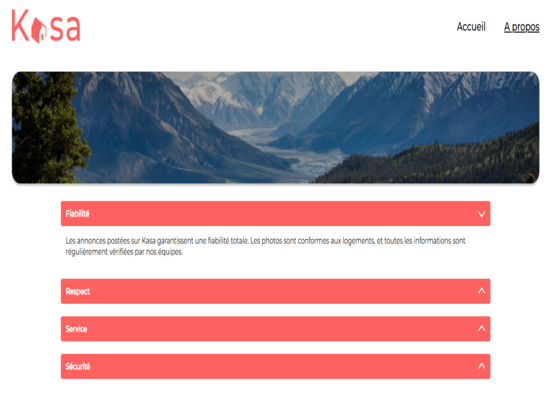 Kasa
Accueil
A propos
Fiabilité
Les annonces postées sur Kasa garantissent une fiabilité totale. Les photos sont conformes aux logements, et toutes les informations sont
régulièrement vérifiées par nos équipes.
Respect
Service
Sécurité